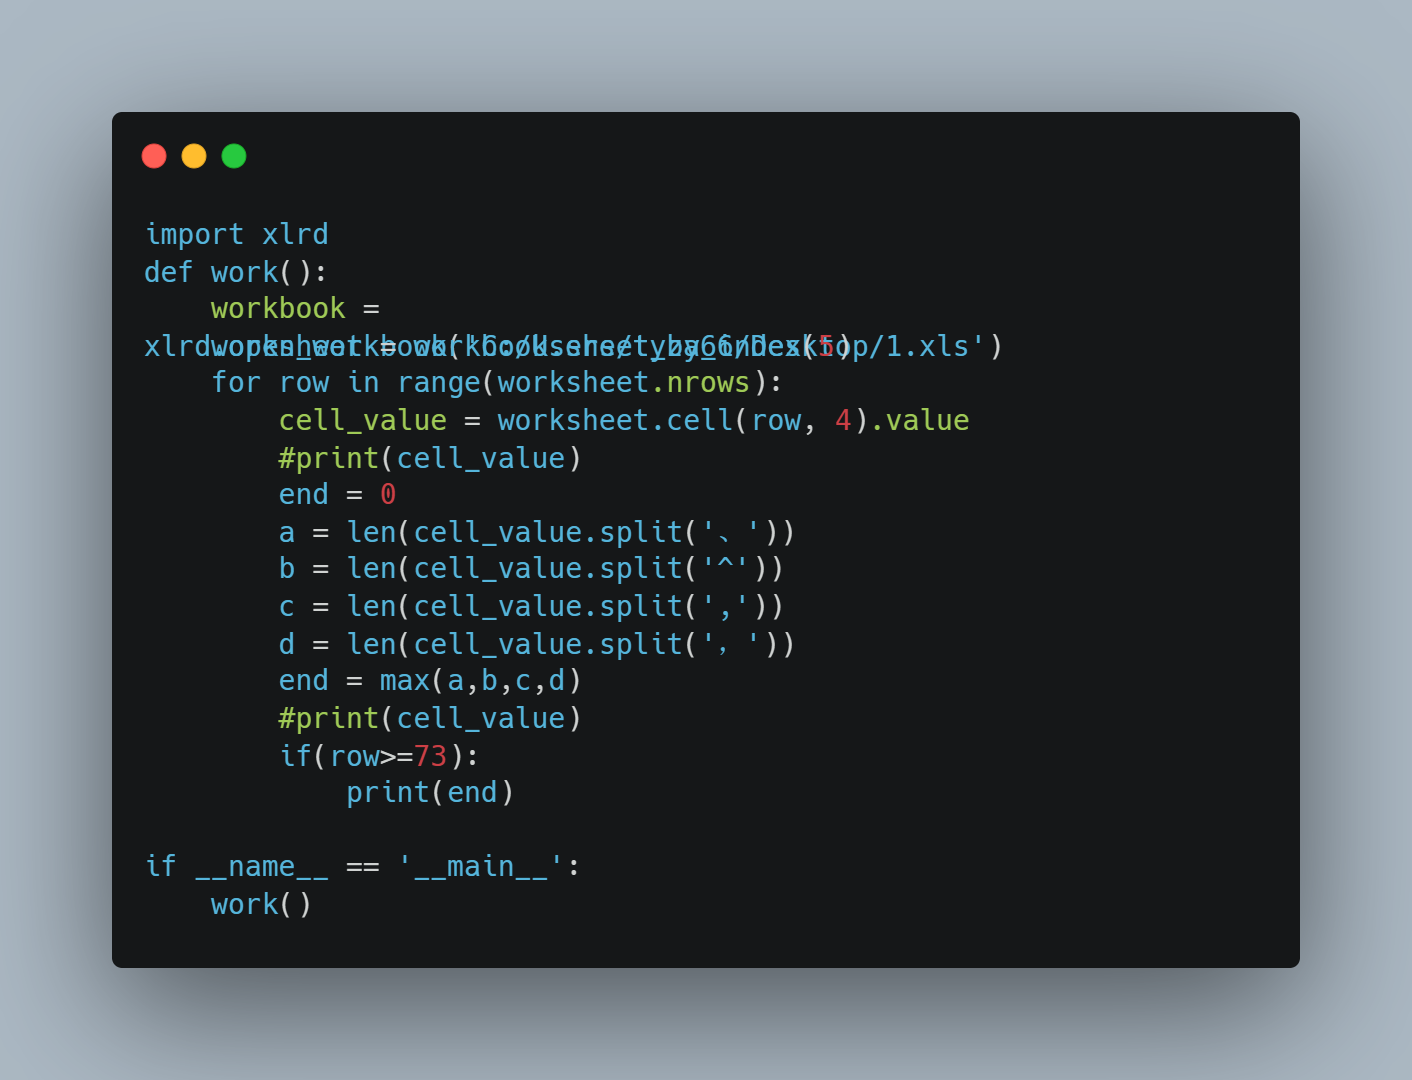 import xlrd
def work():
    workbook =
xlrd.open_workbook('C:/Users/tyza66/Desktop/1.xls')
    worksheet = workbook.sheet_by_index(5)
    for row in range(worksheet.nrows):
        cell_value = worksheet.cell(row, 4).value
        #print(cell_value)
        end = 0
        a = len(cell_value.split('、'))
        b = len(cell_value.split('^'))
        c = len(cell_value.split(','))
        d = len(cell_value.split('，'))
        end = max(a,b,c,d)
        #print(cell_value)
        if(row>=73):
            print(end)
if __name__ == '__main__':
    work()